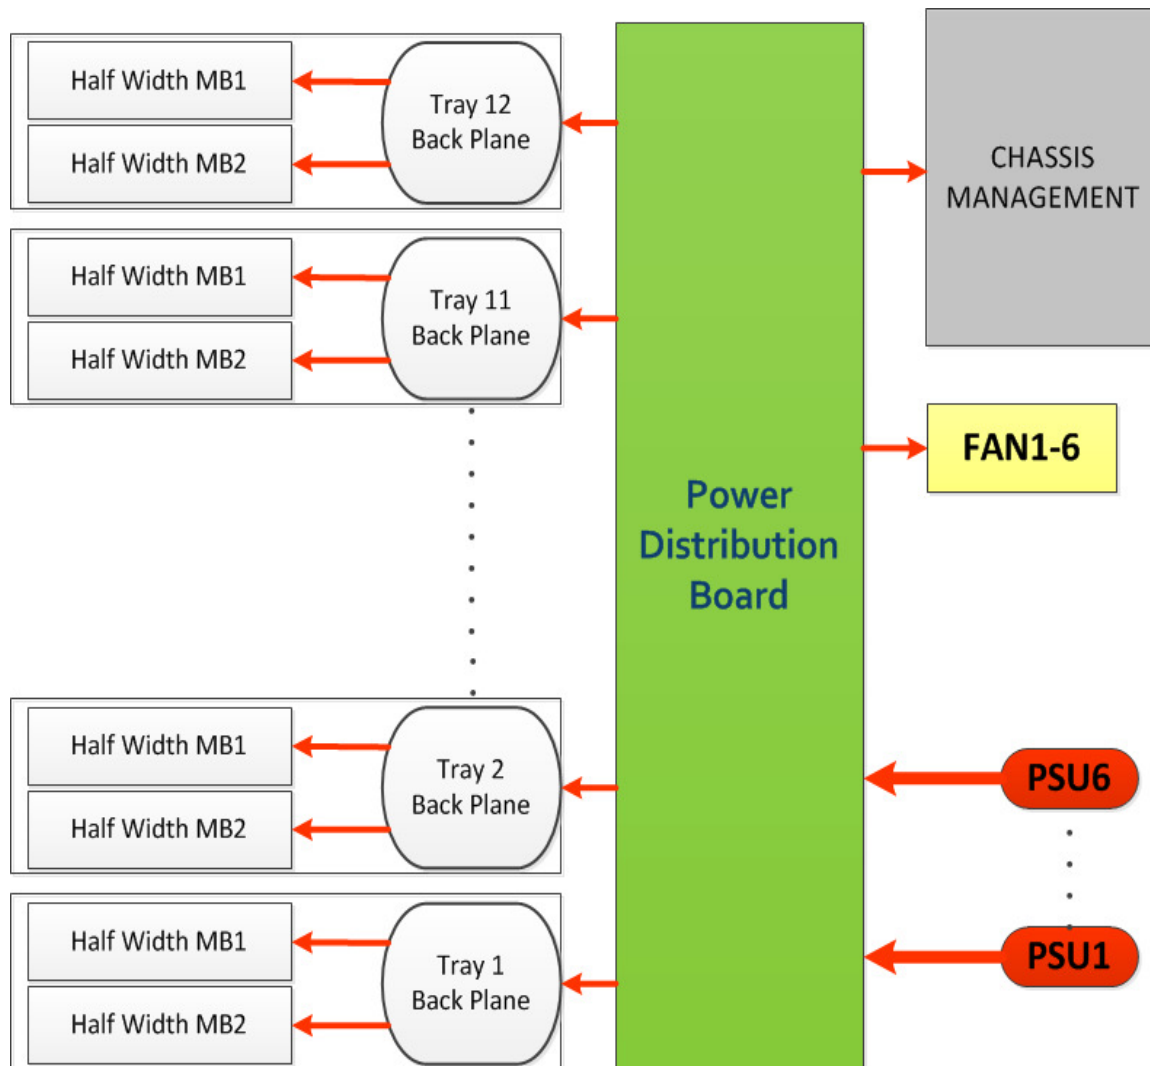 Half Width MB1
Half Width MB2
Tray 12
Back Plane
Half Width MB1
Half Width MB2
Tray 11
Back Plane
Half Width MB1
Half Width MB2
Tray 2
Back Plane
Half Width MB1
Half Width MB2
Tray 1
Back Plane
Power
Distribution
Board
CHASSIS
MANAGEMENT
FAN1-6
PSU6
PSU1